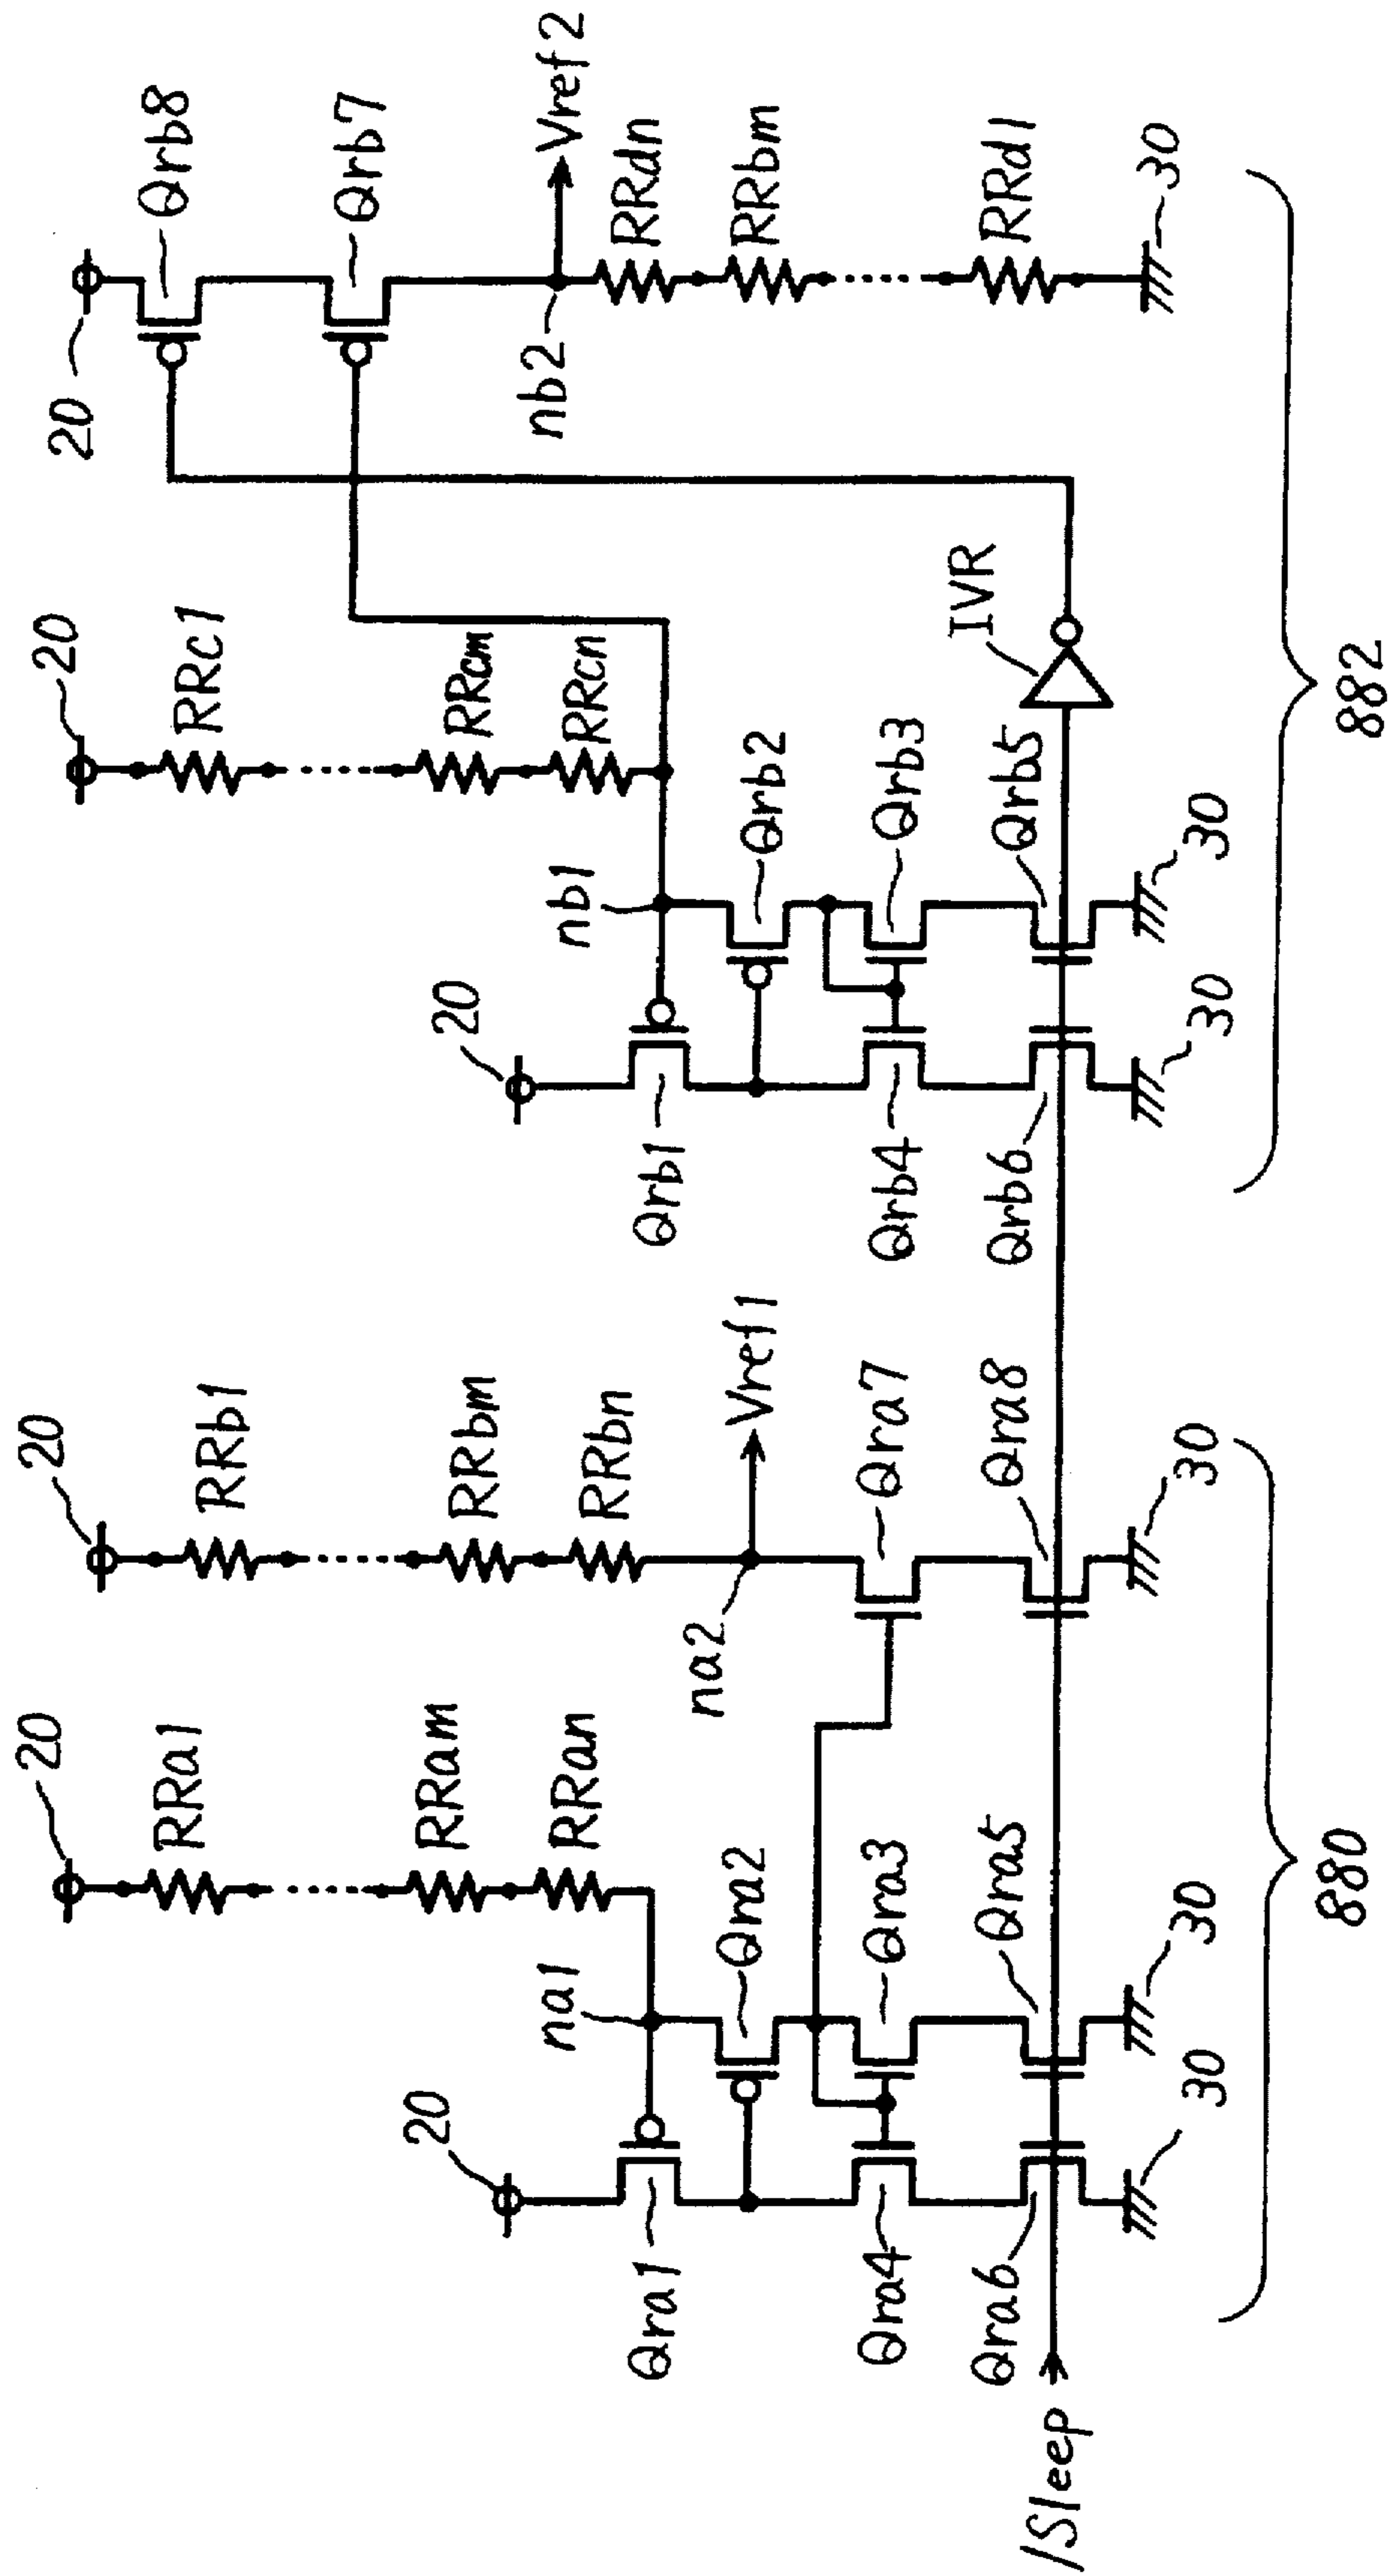 20
RRa1
RRam
RRan
na1
20
Qra1
Qra2
Qra3
Qra4
Qra5
Qra6
30
30
/Sleep
880
20
RRb1
RRbm
RRbn
na2
Vref1
Qra7
Qra8
30
20
RRc1
RRcm
RRcn
nb1
20
Qrb1
Qrb2
Qrb3
Qrb4
Qrb5
Qrb6
30
30
IVR
882
20
Qrb8
Qrb7
nb2
Vref2
RRdn
RRbm
RRd1
30